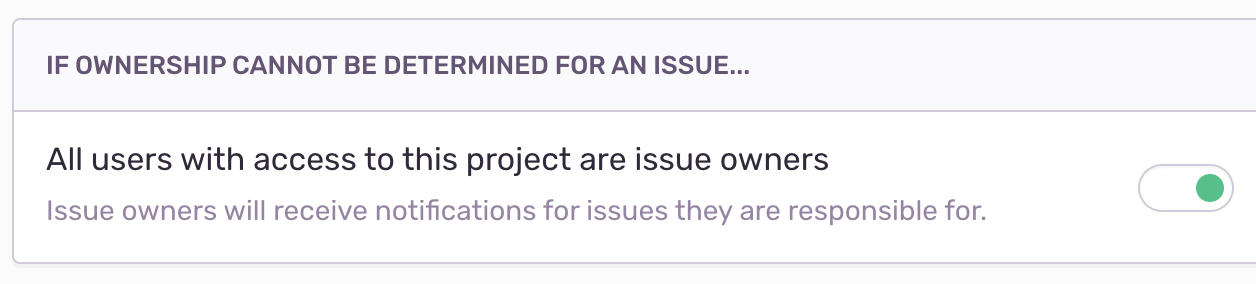 IF OWNERSHIP CANNOT BE DETERMINED FOR AN ISSUE...
All users with access to this project are issue owners
Issue owners will receive notifications for issues they are responsible for.